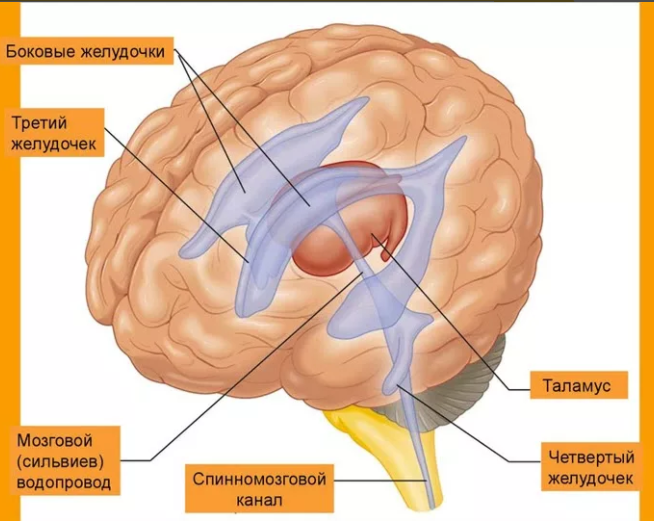 Боковые желудочки
Третий
желудочек
Таламус
Мозговой
(сильвиев)
водопровод
Спинномозговой
канал
Четвертый
желудочек